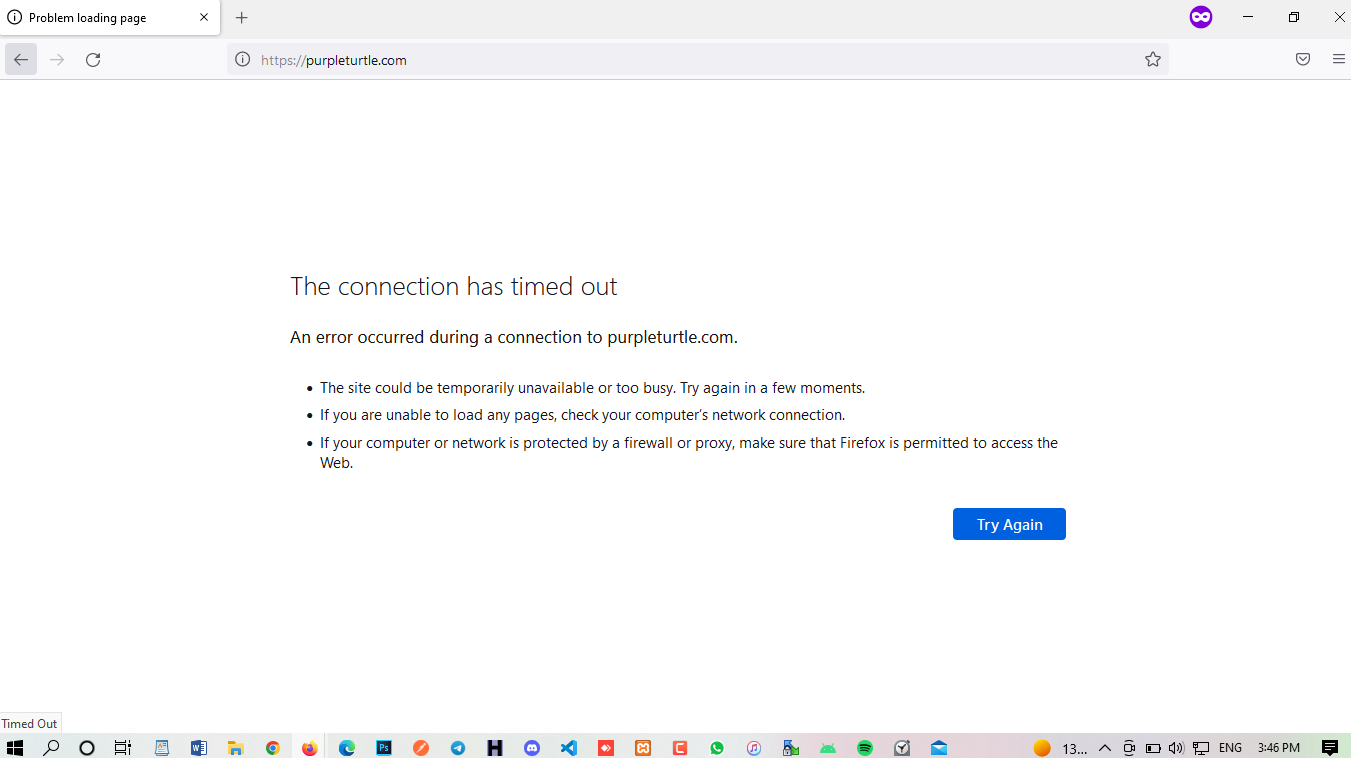 Problem loading page
https://purpleturtle.com
The connection has timed out
An error occurred during a connection to purpleturtle.com.
The site could be temporarily unavailable or too busy. Try again in a few moments.
If you are unable to load any pages, check your computer's network connection.
If your computer or network is protected by a firewall or proxy, make sure that Firefox is permitted to access the
Web.
Try Again
Timed Out
Ps
13...
ENG
3:46 PM